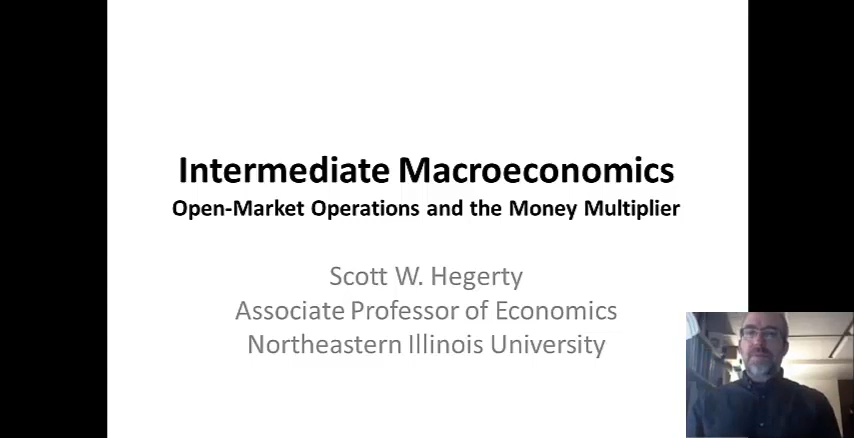 Intermediate Macroeconomics
Open-Market Operations and the Money Multiplier
Scott W. Hegerty
Associate Professor of Economics
Northeastern Illinois University